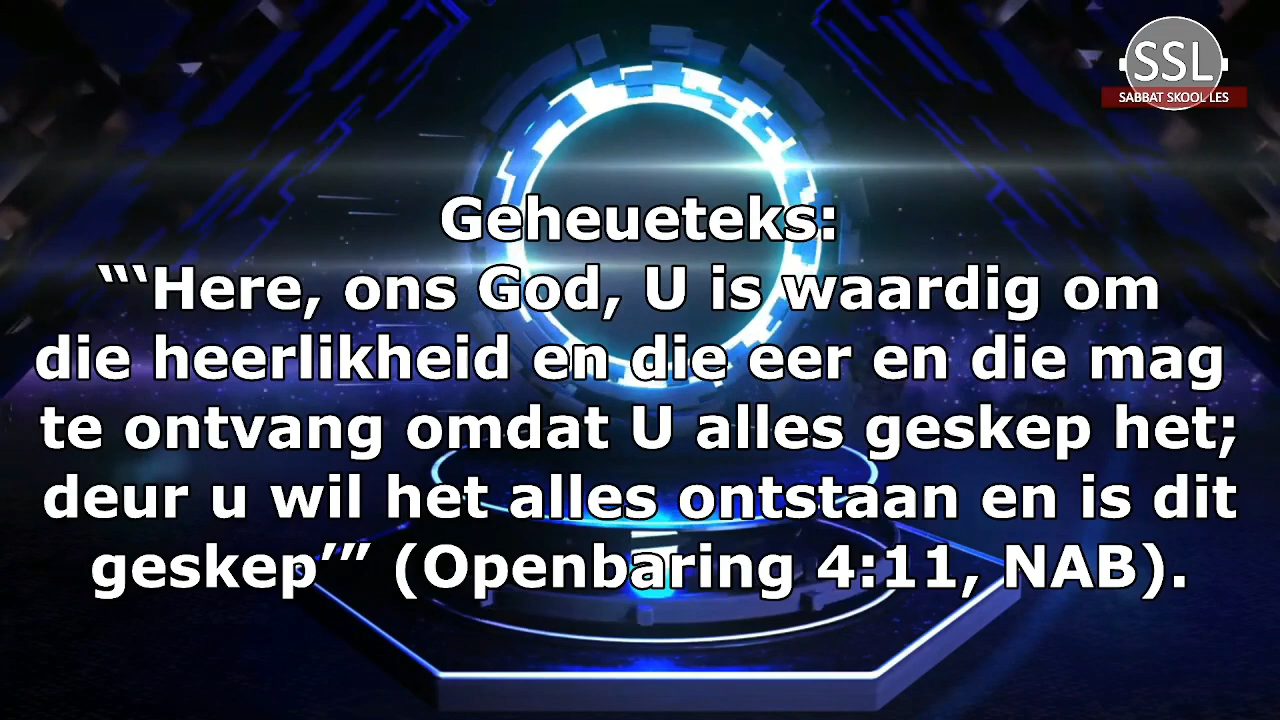 SSL
SABBAT SKOOL LES
Geheueteks:
“‘Here, ons God, U is waardig om
die heerlikheid en die eer en die mag
te ontvang omdat U alles geskep het;
deur u wil het alles ontstaan en is dit
geskep’” (Openbaring 4:11, NAB).